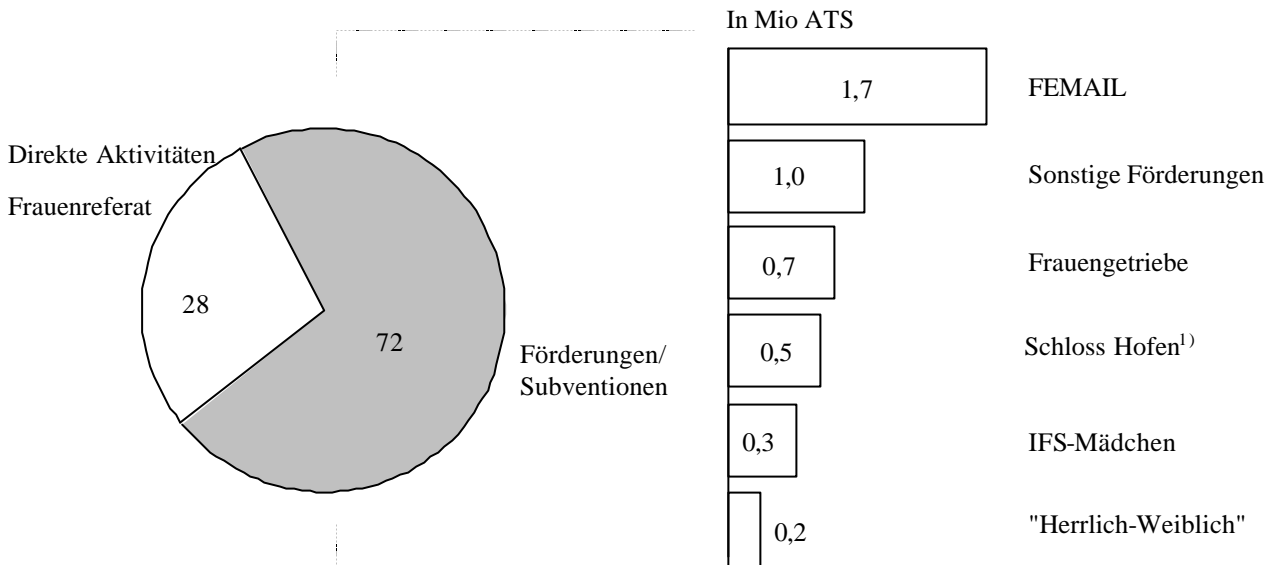 In Mio ATS
1,7 FEMAIL
Direkte Aktivitäten
Frauenreferat
1,0 Sonstige Förderungen
0,7 Frauengetriebe
28
72
Förderungen/
Subventionen
0,5 Schloss Hofen1)
0,3 IFS-Mädchen
0,2 "Herrlich-Weiblich"